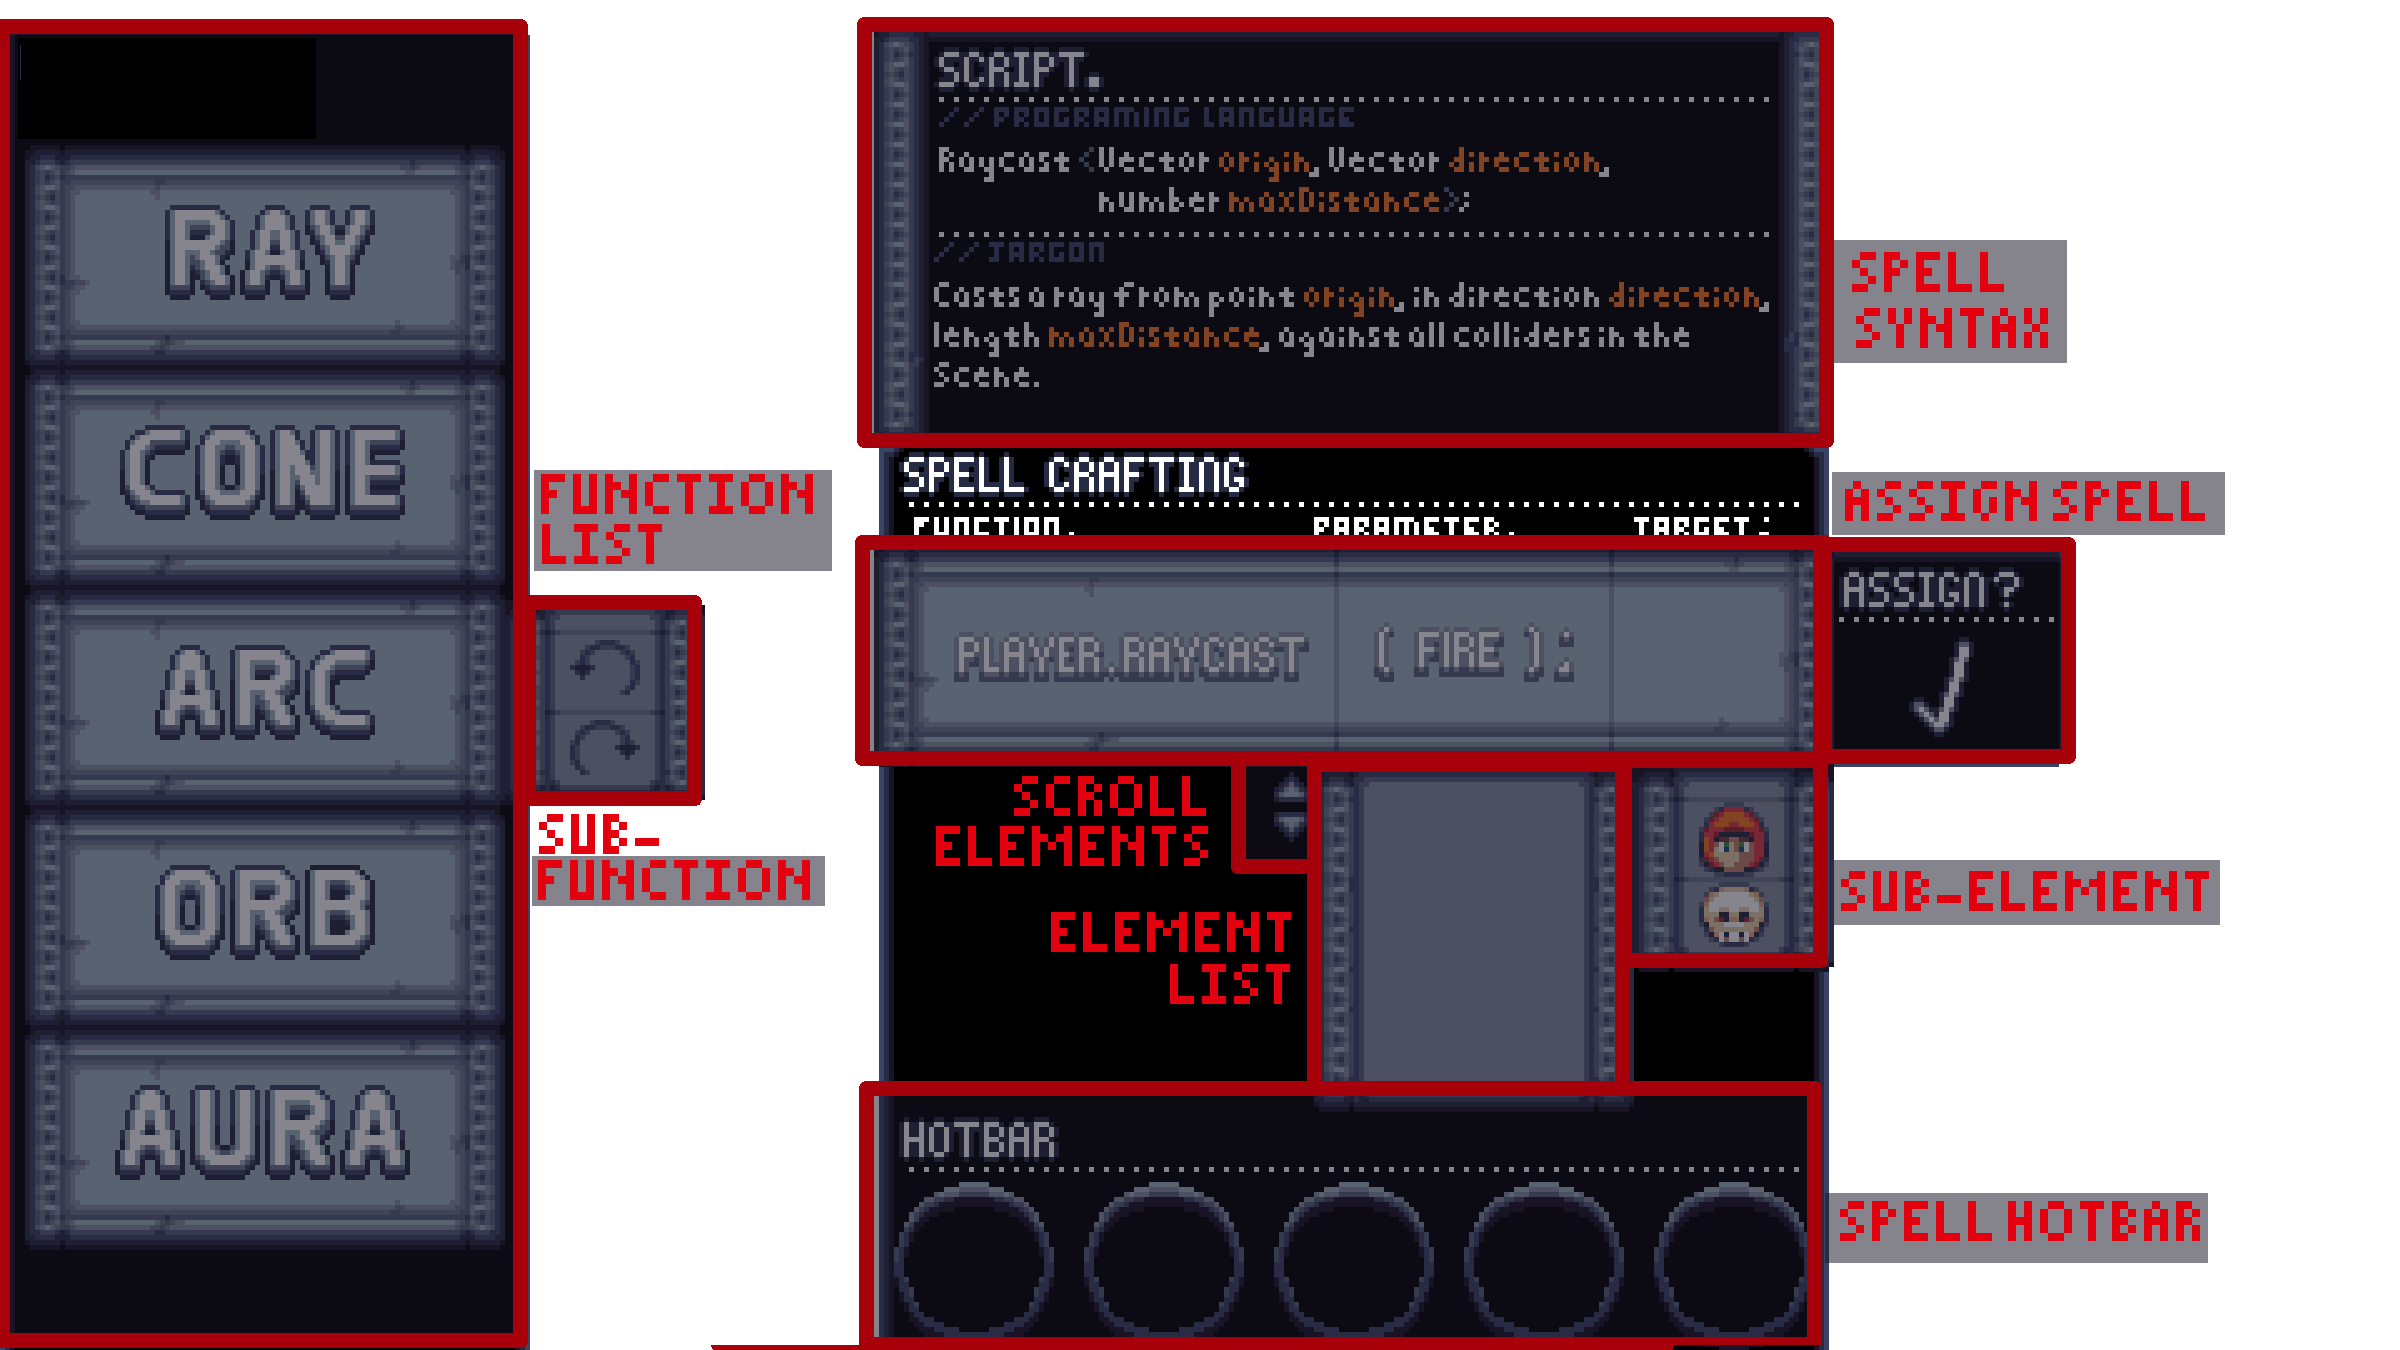 RAY
CONE
ARC
ORB
AURA
FUNCTION
LIST
SUB-
FUNCTION
SCRIPT.
// PROGRAMING LANGUAGE
Raycast <Vector origin, Vector direction,
number maxDistance>;
// JARGON
Casts a ray from point origin, in direction direction,
length maxDistance, against all colliders in the
Scene.
SPELL
SYNTAX
SPELL CRAFTING
FUNCTION. PARAMETER. TARGET:
ASSIGN SPELL
PLAYER.RAYCAST ( FIRE );
ASSIGN?
SCROLL
ELEMENTS
ELEMENT
LIST
SUB-ELEMENT
HOTBAR
SPELL HOTBAR